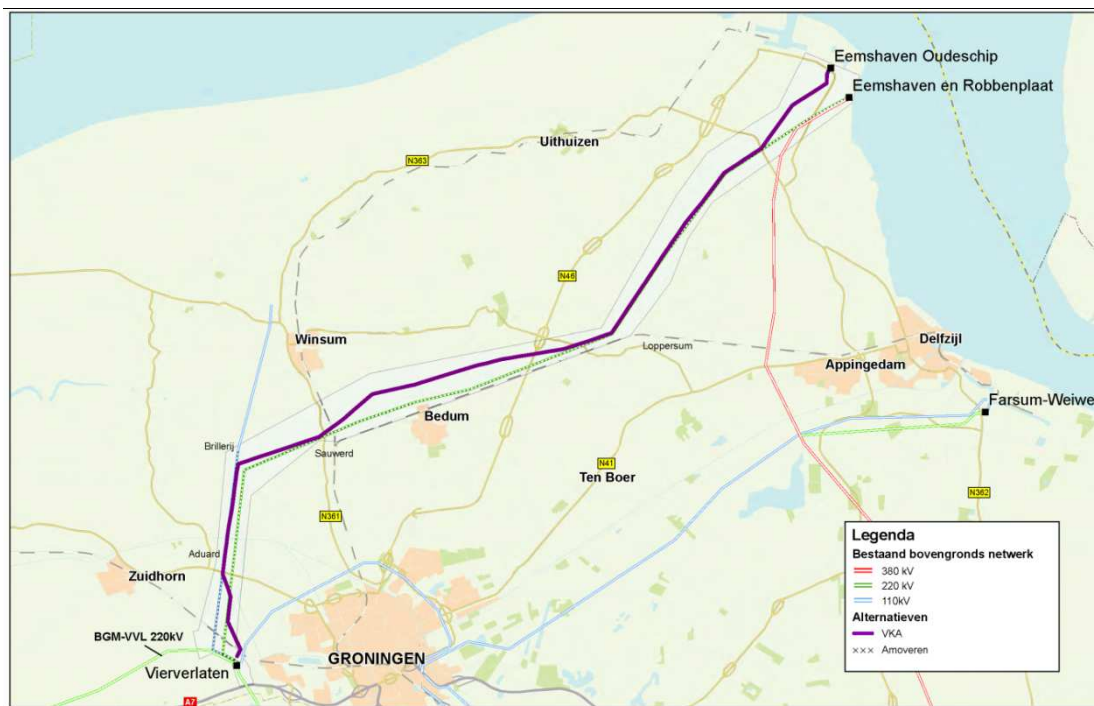 Eemshaven Oudeschip
Eemshaven en Robbenplaat
Uithuizen
N363
N46
Winsum
Loppersum
Delfzijl
Appingedam
Bedum
Farsum-Weiwe
Brillerij
Sauwerd
Ten Boer
N41
N362
N361
Aduard
Zuidhorn
BGM-VVL 220kV
Vierverlaten
GRONINGEN
A7
Legenda
Bestaand bovengronds netwerk
380 kV
220 kV
110kV
Alternatieven
VKA
Amoveren